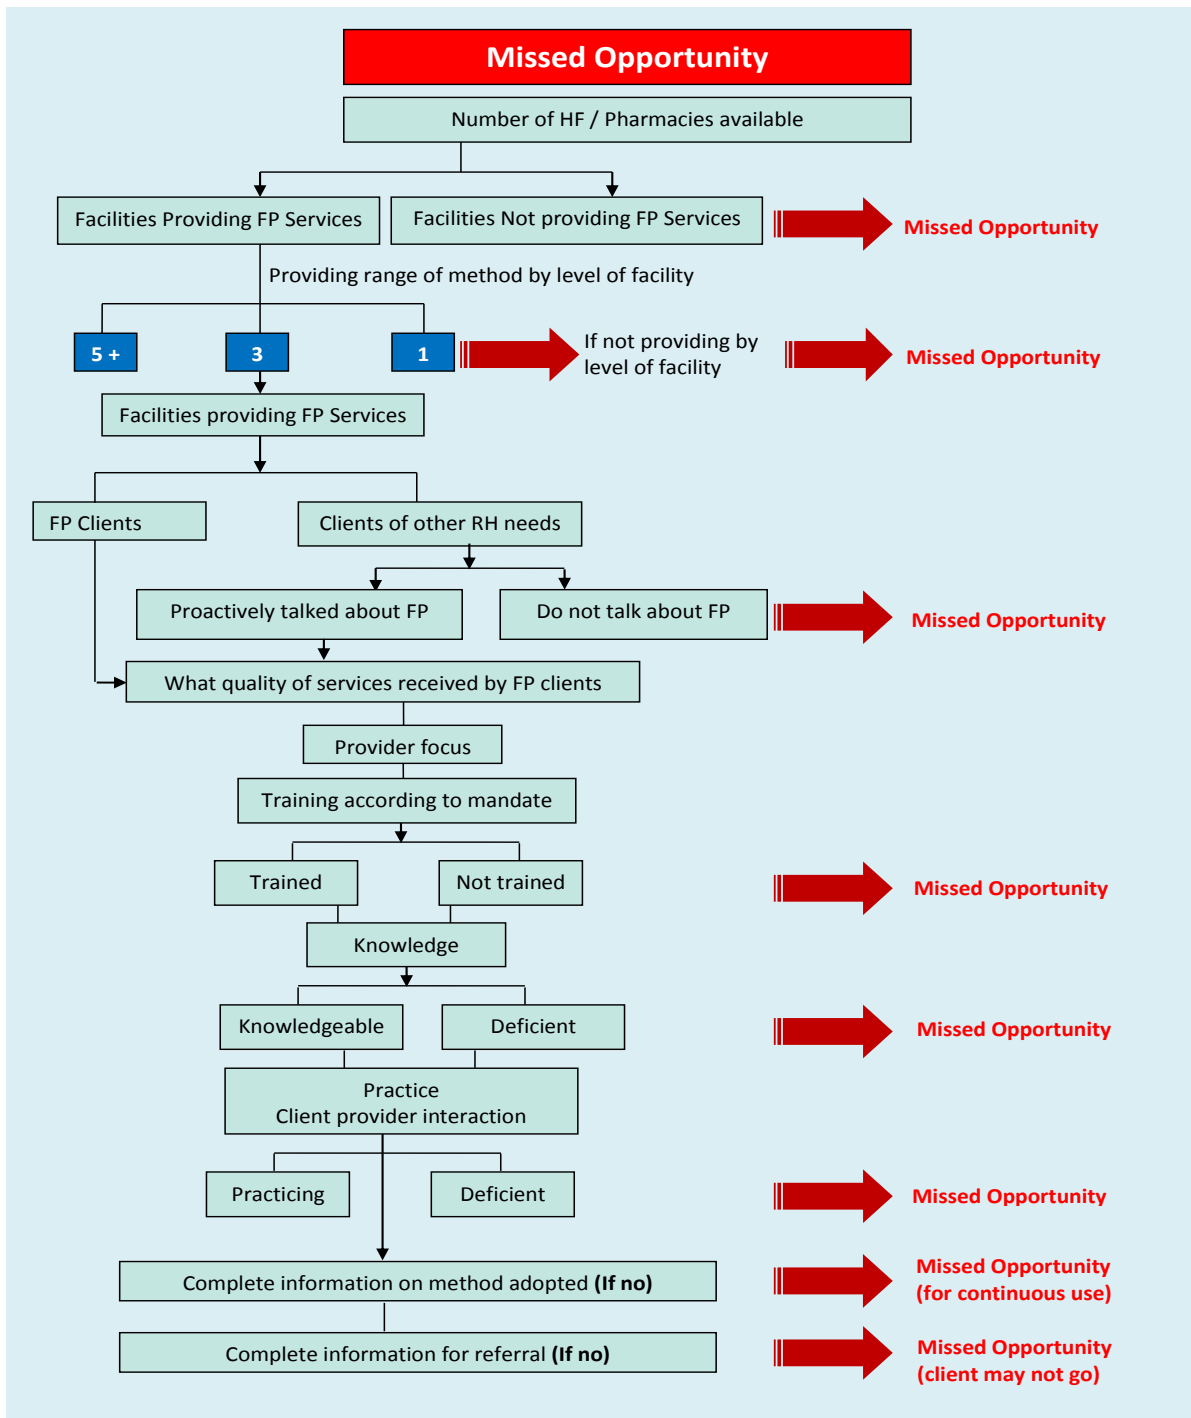 Missed Opportunity
Number of HF / Pharmacies available
Facilities Providing FP Services
Facilities Not providing FP Services
Missed Opportunity
Providing range of method by level of facility
5 +
3
1
If not providing by
level of facility
Missed Opportunity
Facilities providing FP Services
FP Clients
Clients of other RH needs
Proactively talked about FP
Do not talk about FP
Missed Opportunity
What quality of services received by FP clients
Provider focus
Training according to mandate
Trained
Not trained
Missed Opportunity
Knowledge
Knowledgeable
Deficient
Missed Opportunity
Practice
Client provider interaction
Practicing
Deficient
Missed Opportunity
Complete information on method adopted (If no)
Missed Opportunity
(for continuous use)
Complete information for referral (If no)
Missed Opportunity
(client may not go)